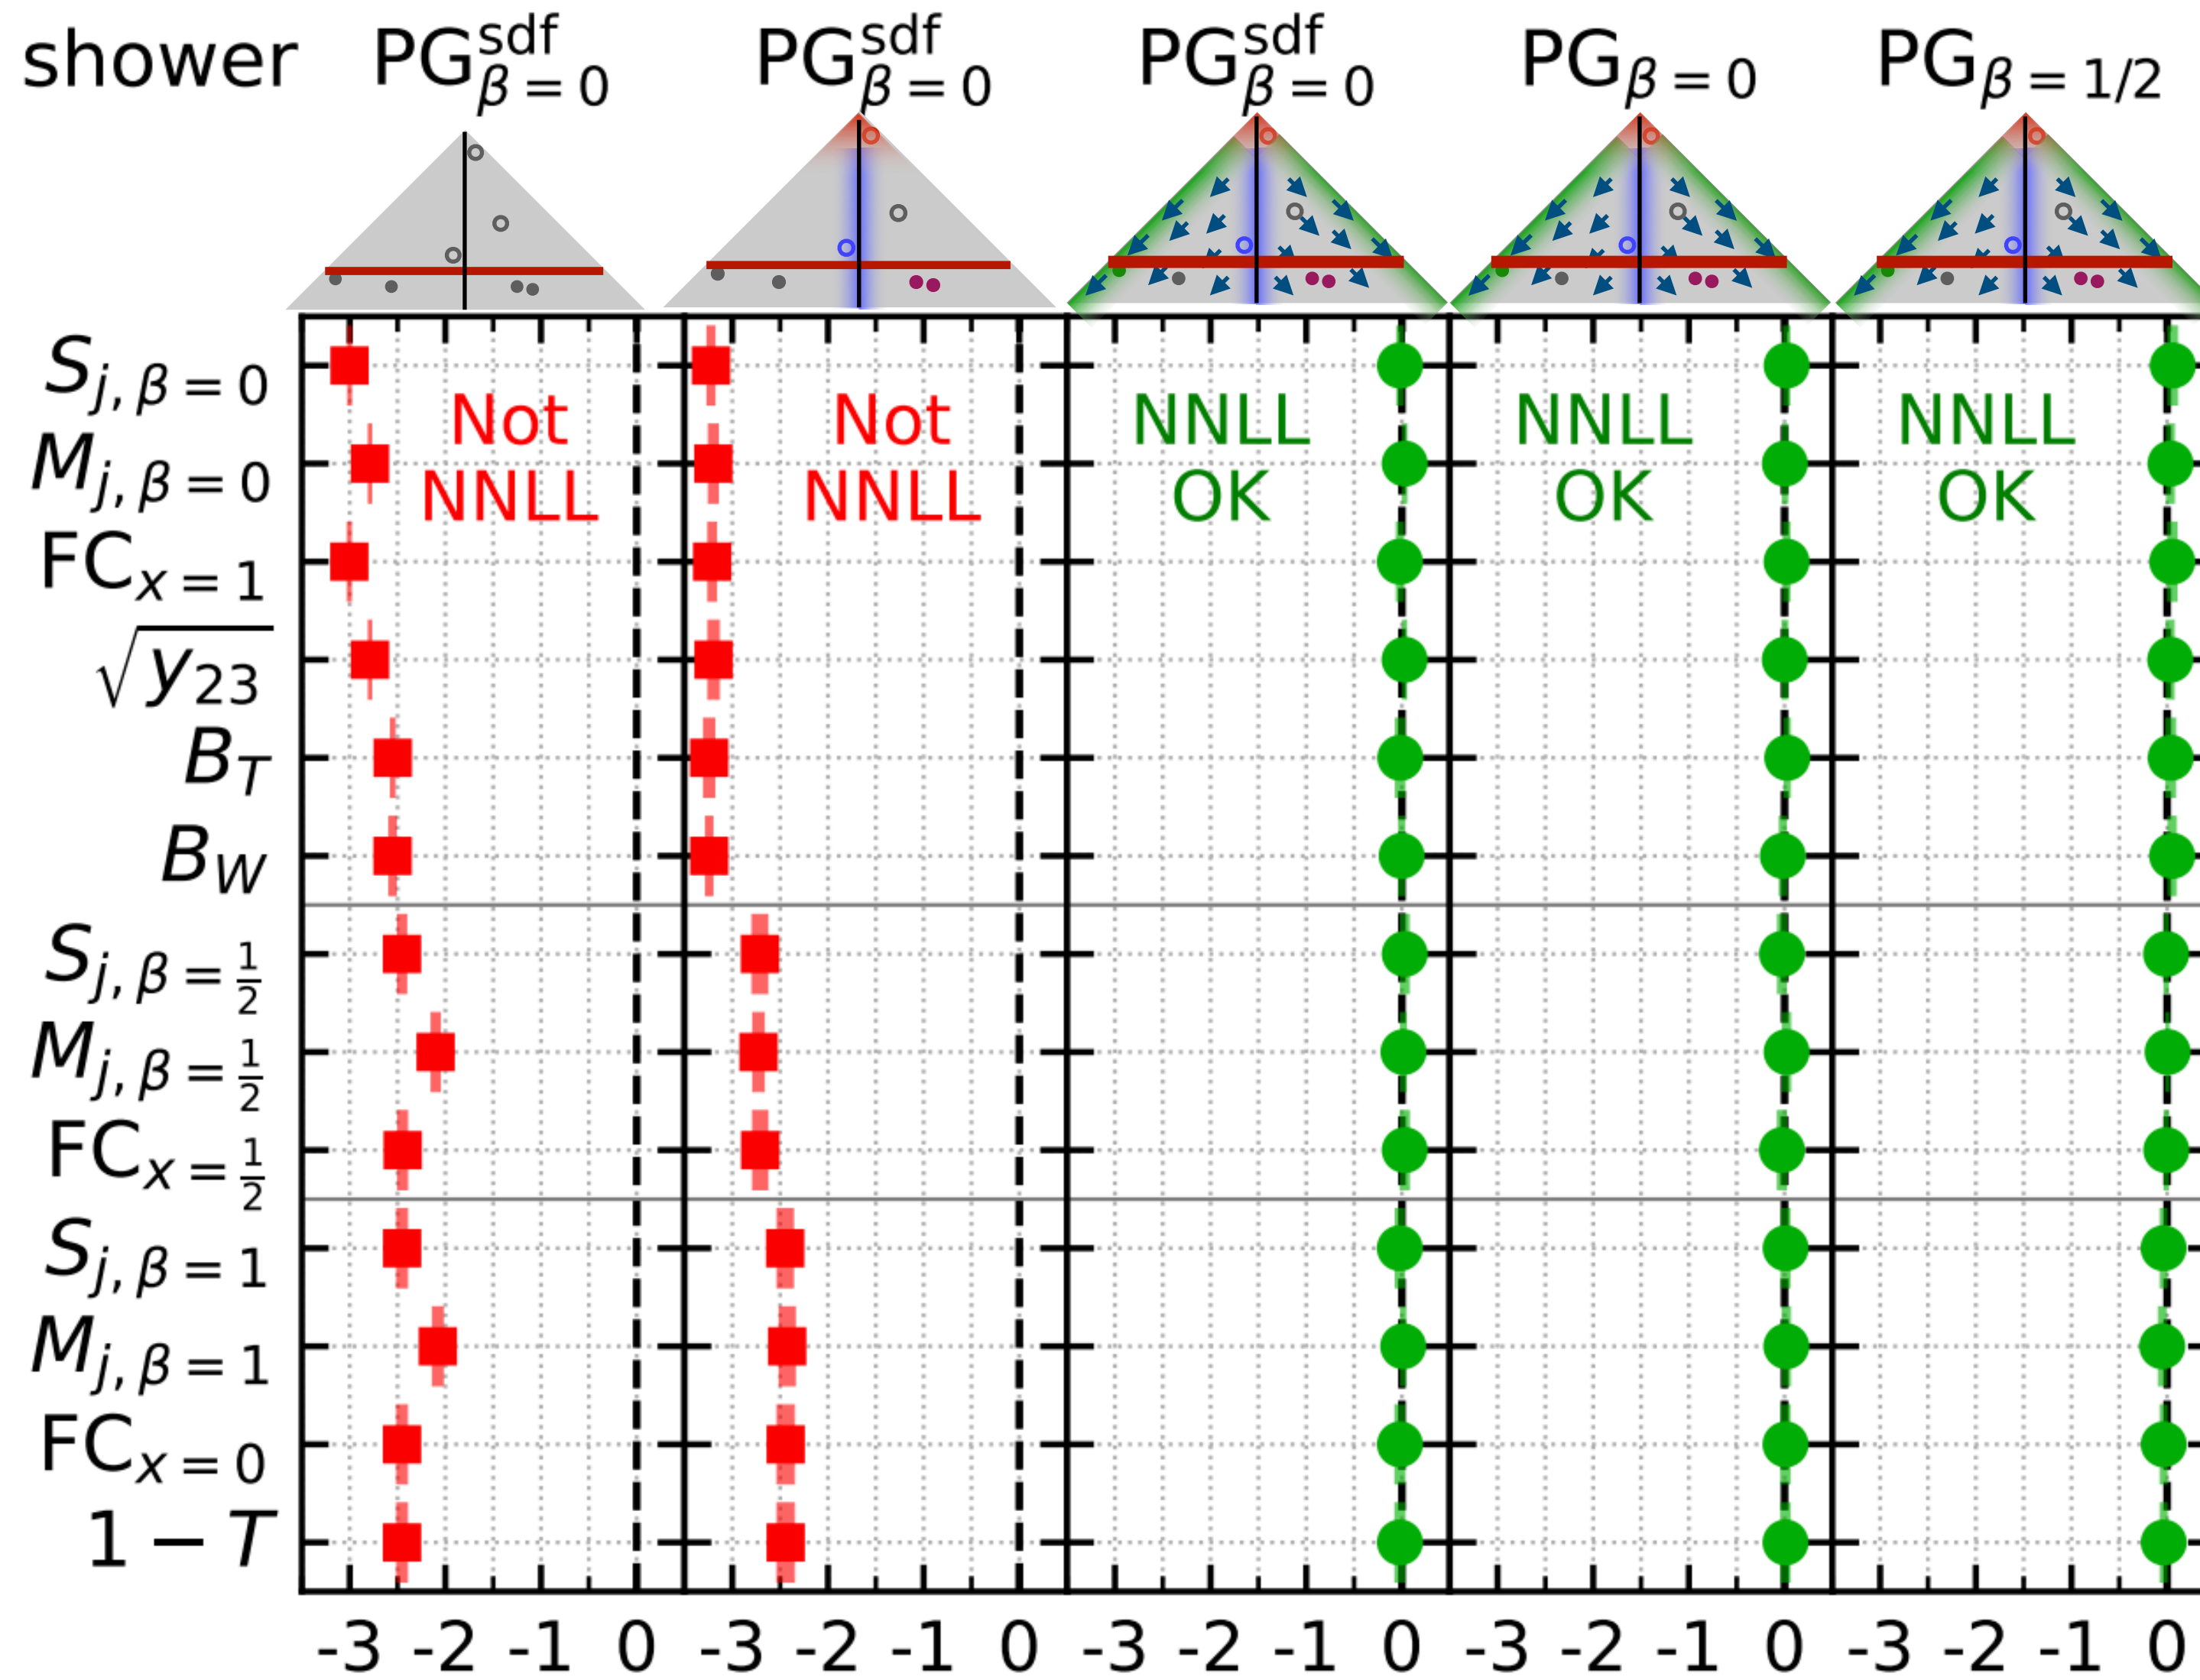 shower PG^sdf_β=0 PG^sdf_β=0 PG^sdf_β=0 PG_β=0 PG_β=1/2
S_j,β=0
Not NNLL
Not NNLL
NNLL OK
NNLL OK
NNLL OK
M_j,β=0
FC_x=1
√y_23
B_T
B_W
S_j,β=1/2
M_j,β=1/2
FC_x=1/2
S_j,β=1
M_j,β=1
FC_x=0
1−T
-3 -2 -1 0 -3 -2 -1 0 -3 -2 -1 0 -3 -2 -1 0 -3 -2 -1 0